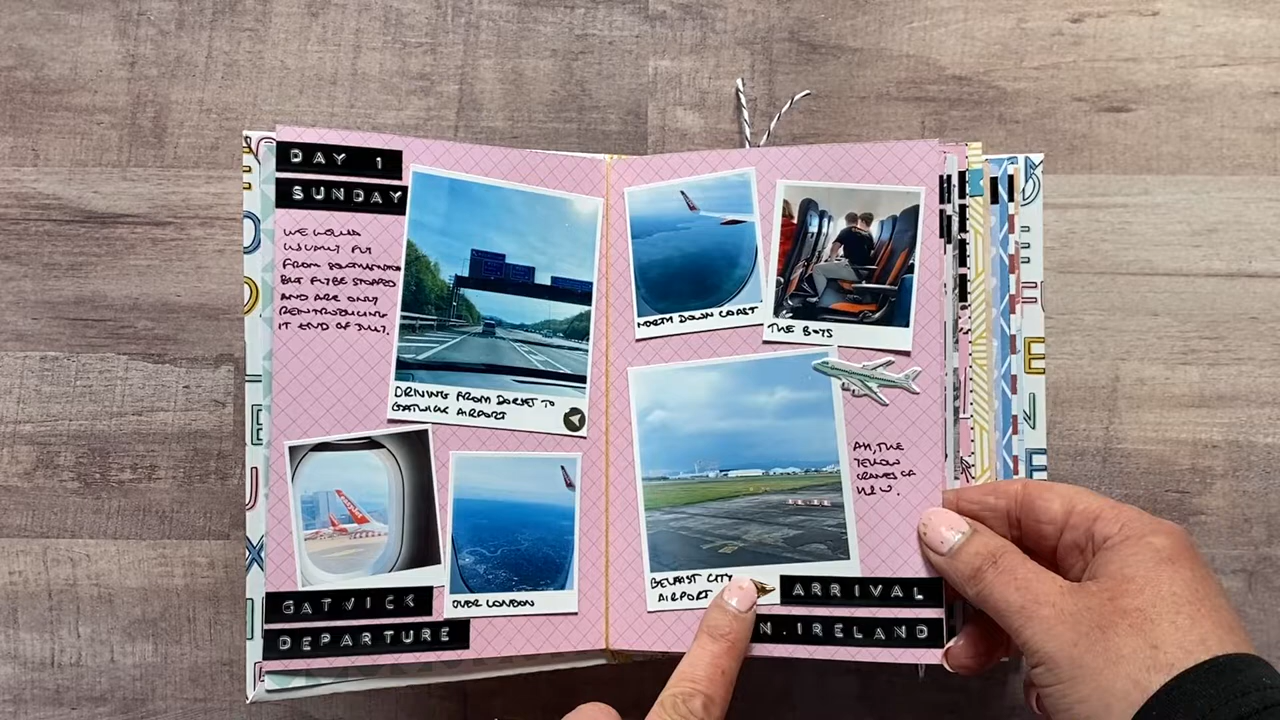 DAY 1
SUNDAY
WE WOULD
USUALLY FLY
FROM SOUTHAMPTON
BUT FLYBE STOPPED
AND ARE ONLY
REINTRODUCING
IT END OF JULY.
DRIVING FROM DORSET TO
GATWICK AIRPORT
easyJet
OVER LONDON
GATWICK
DEPARTURE
NORTH DOWN COAST
THE BOYS
AH, THE
YELLOW
CRANES OF
H&W.
BELFAST CITY
AIRPORT
ARRIVAL
N.IRELAND